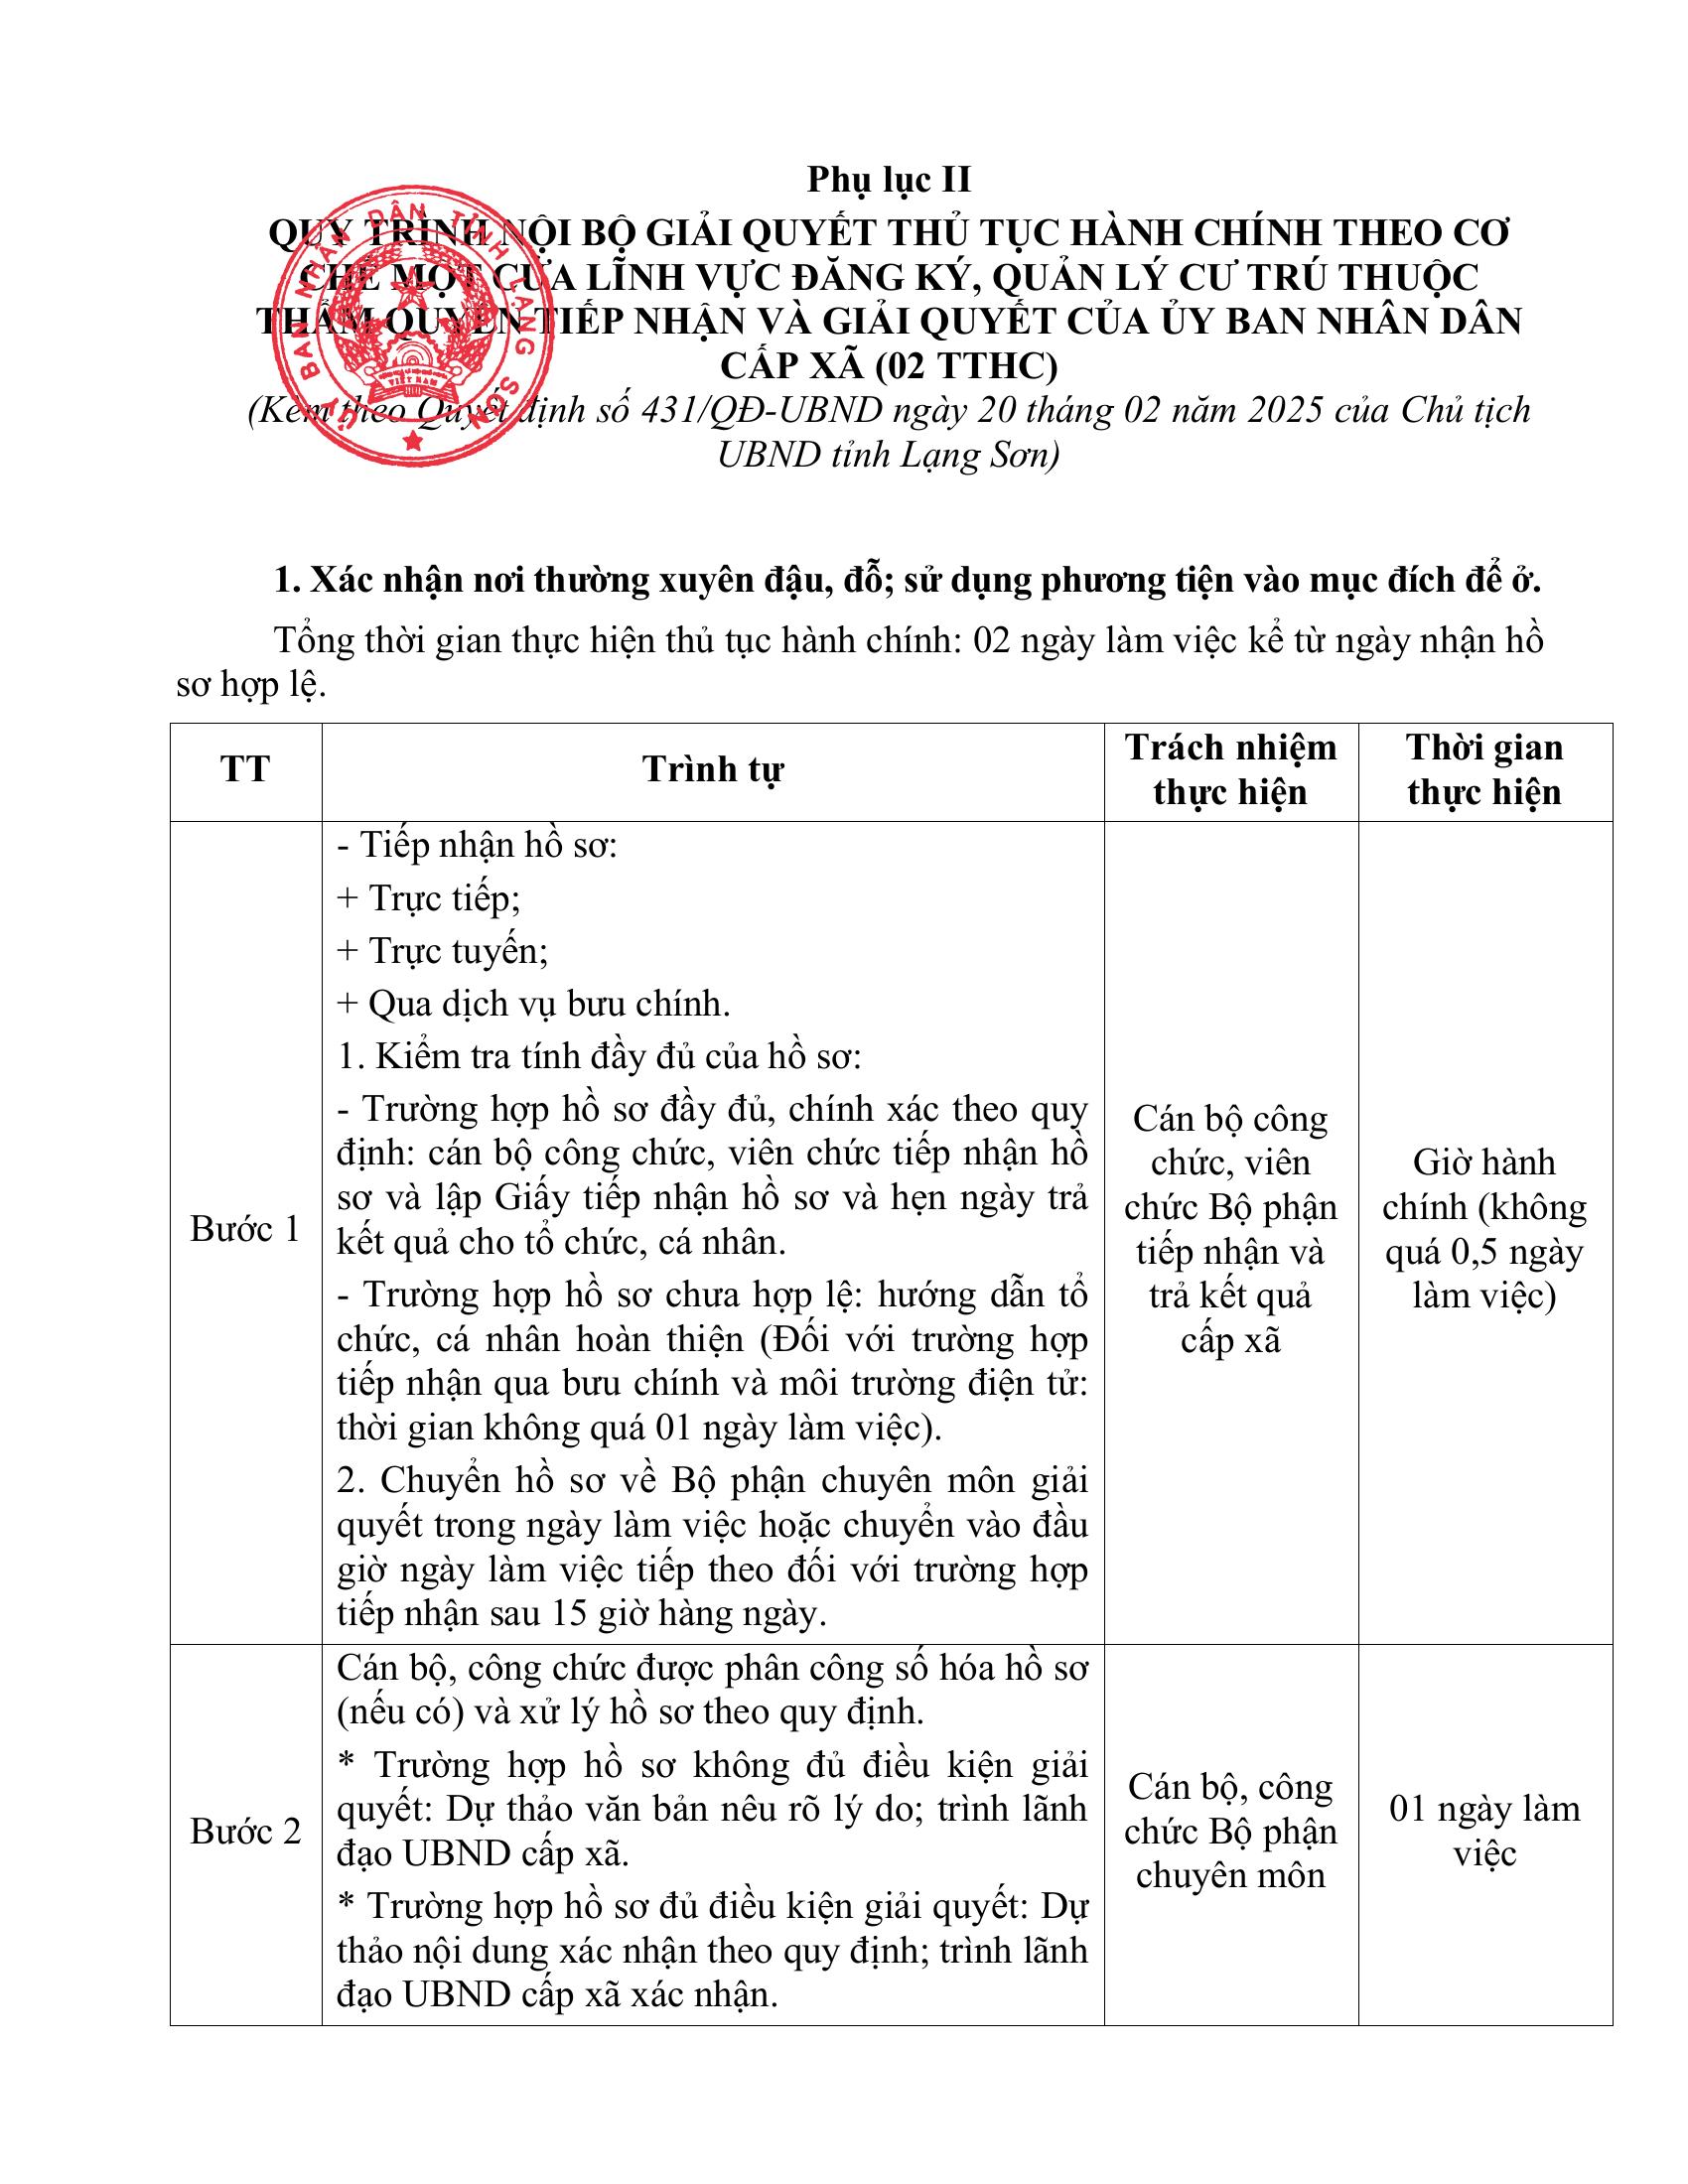 Phụ lục II
QUY TRÌNH NỘI BỘ GIẢI QUYẾT THỦ TỤC HÀNH CHÍNH THEO CƠ
CHẾ MỘT CỬA LĨNH VỰC ĐĂNG KÝ, QUẢN LÝ CƯ TRÚ THUỘC
THẨM QUYỀN TIẾP NHẬN VÀ GIẢI QUYẾT CỦA ỦY BAN NHÂN DÂN
CẤP XÃ (02 TTHC)
(Kèm theo Quyết định số 431/QĐ-UBND ngày 20 tháng 02 năm 2025 của Chủ tịch
UBND tỉnh Lạng Sơn)
ỦY BAN NHÂN DÂN TỈNH LẠNG SƠN
VIỆT NAM
1. Xác nhận nơi thường xuyên đậu, đỗ; sử dụng phương tiện vào mục đích để ở.
Tổng thời gian thực hiện thủ tục hành chính: 02 ngày làm việc kể từ ngày nhận hồ
sơ hợp lệ.
TT
Trình tự
Trách nhiệm
thực hiện
Thời gian
thực hiện
Bước 1
- Tiếp nhận hồ sơ:
+ Trực tiếp;
+ Trực tuyến;
+ Qua dịch vụ bưu chính.
1. Kiểm tra tính đầy đủ của hồ sơ:
- Trường hợp hồ sơ đầy đủ, chính xác theo quy
định: cán bộ công chức, viên chức tiếp nhận hồ
sơ và lập Giấy tiếp nhận hồ sơ và hẹn ngày trả
kết quả cho tổ chức, cá nhân.
- Trường hợp hồ sơ chưa hợp lệ: hướng dẫn tổ
chức, cá nhân hoàn thiện (Đối với trường hợp
tiếp nhận qua bưu chính và môi trường điện tử:
thời gian không quá 01 ngày làm việc).
2. Chuyển hồ sơ về Bộ phận chuyên môn giải
quyết trong ngày làm việc hoặc chuyển vào đầu
giờ ngày làm việc tiếp theo đối với trường hợp
tiếp nhận sau 15 giờ hàng ngày.
Cán bộ công
chức, viên
chức Bộ phận
tiếp nhận và
trả kết quả
cấp xã
Giờ hành
chính (không
quá 0,5 ngày
làm việc)
Bước 2
Cán bộ, công chức được phân công số hóa hồ sơ
(nếu có) và xử lý hồ sơ theo quy định.
* Trường hợp hồ sơ không đủ điều kiện giải
quyết: Dự thảo văn bản nêu rõ lý do; trình lãnh
đạo UBND cấp xã.
* Trường hợp hồ sơ đủ điều kiện giải quyết: Dự
thảo nội dung xác nhận theo quy định; trình lãnh
đạo UBND cấp xã xác nhận.
Cán bộ, công
chức Bộ phận
chuyên môn
01 ngày làm
việc